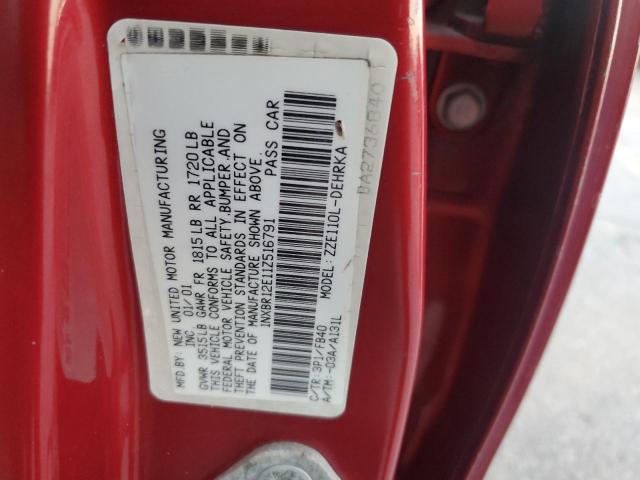 MFD.BY: NEW UNITED MOTOR MANUFACTURING
INC. 01/01
GVWR 3515LB GAWR FR 1815LB RR 1720LB
THIS VEHICLE CONFORMS TO ALL APPLICABLE
FEDERAL MOTOR VEHICLE SAFETY,BUMPER,AND
THEFT PREVENTION STANDARDS IN EFFECT ON
THE DATE OF MANUFACTURE SHOWN ABOVE.
1NXBR12E11Z516791 PASS CAR
MODEL: ZZE110L-DEHRKA
C/TR:3P1/FB40
A/TM:-03A/A131L
BA2736840